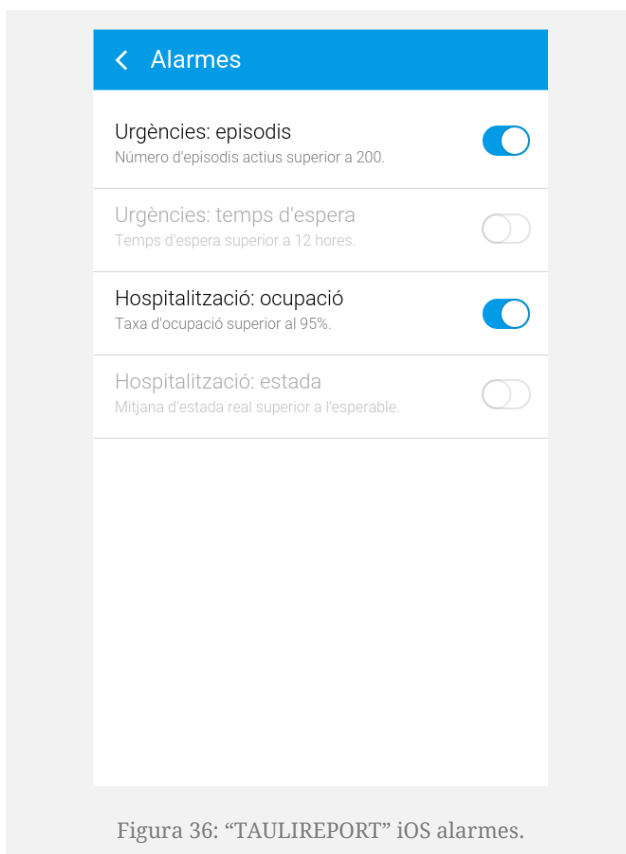 Alarmes
Urgències: episodis
Número d'episodis actius superior a 200.
Urgències: temps d'espera
Temps d'espera superior a 12 hores.
Hospitalització: ocupació
Taxa d'ocupació superior al 95%.
Hospitalització: estada
Mitjana d'estada real superior a l'esperable.
Figura 36: “TAULIREPORT” iOS alarmes.